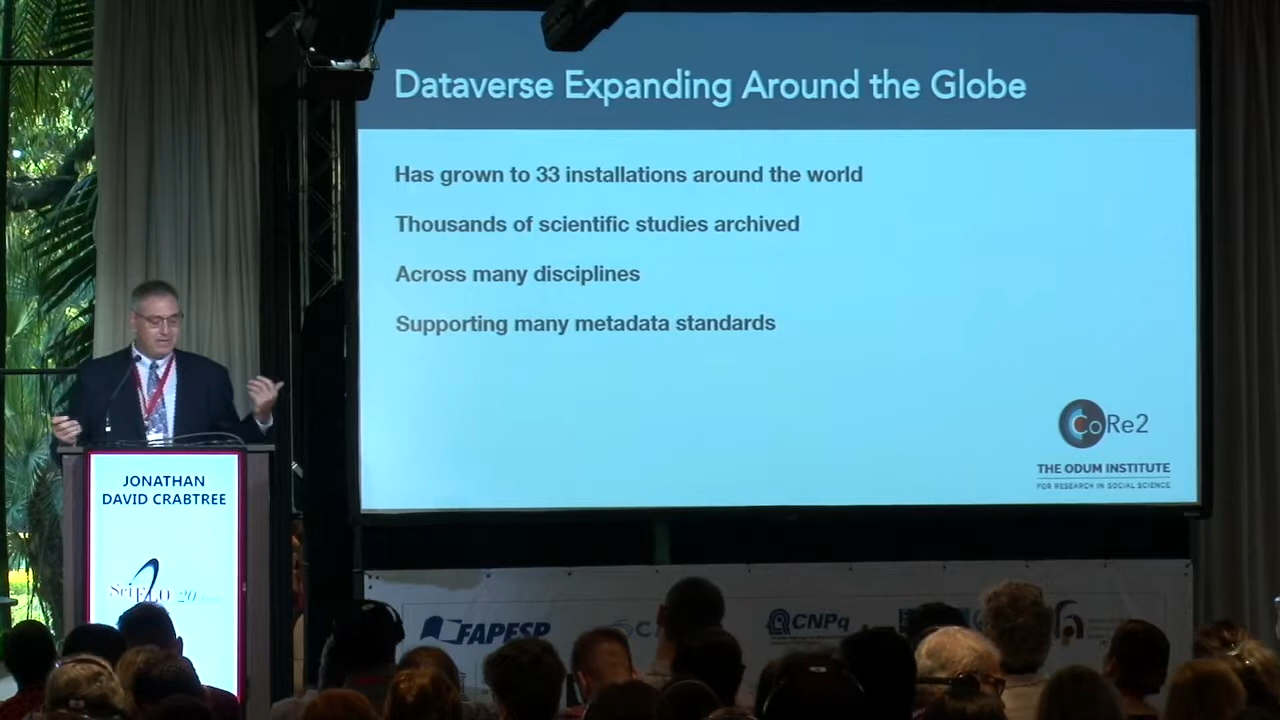 Dataverse Expanding Around the Globe
Has grown to 33 installations around the world
Thousands of scientific studies archived
Across many disciplines
Supporting many metadata standards
CoRe2
THE ODUM INSTITUTE
FOR RESEARCH IN SOCIAL SCIENCE
JONATHAN
DAVID CRABTREE
SciELO 20
FAPESP
CNPq